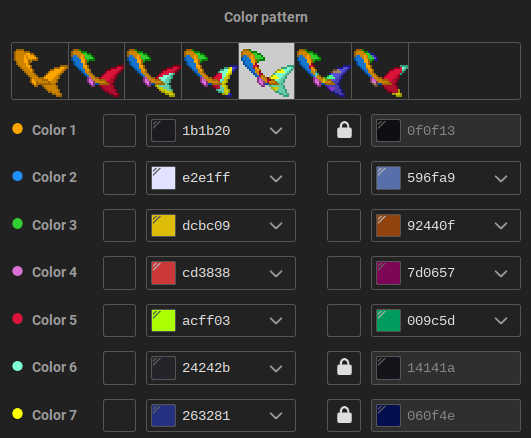 Color pattern
Color 1 1b1b20 0f0f13
Color 2 e2e1ff 596fa9
Color 3 dcbc09 92440f
Color 4 cd3838 7d0657
Color 5 acff03 009c5d
Color 6 24242b 14141a
Color 7 263281 060f4e